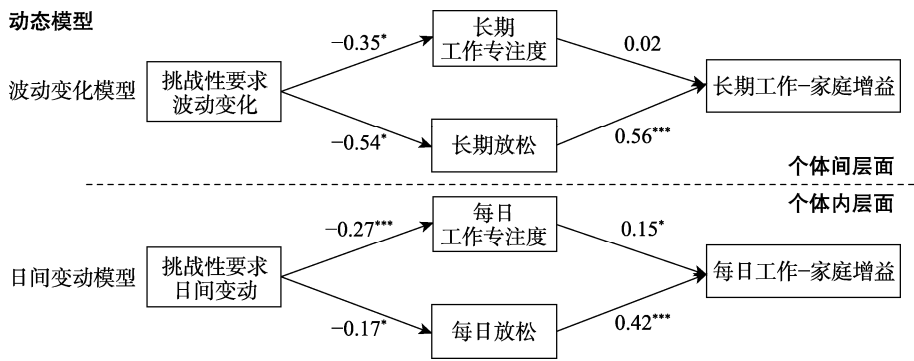 动态模型
波动变化模型
挑战性要求
波动变化
−0.35*
−0.54*
长期
工作专注度
长期放松
0.02
0.56***
长期工作−家庭增益
个体间层面
个体内层面
日间变动模型
挑战性要求
日间变动
−0.27***
−0.17*
每日
工作专注度
每日放松
0.15*
0.42***
每日工作−家庭增益